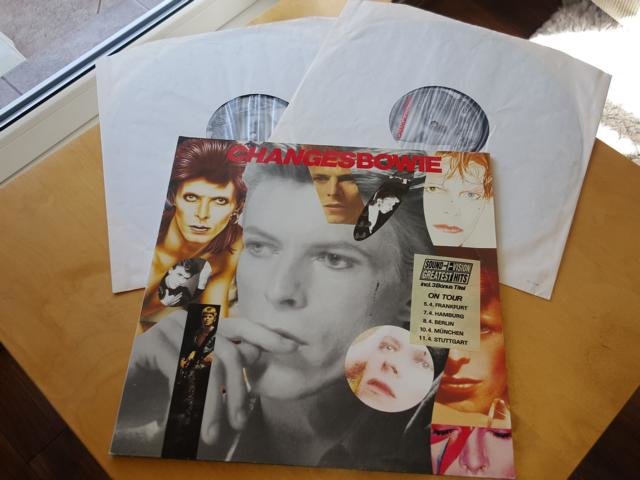 CHANGESBOWIE
SOUND+VISION
GREATEST HITS
incl. 3 Bonus Titel
ON TOUR
5. 4. FRANKFURT
7. 4. HAMBURG
8. 4. BERLIN
10. 4. MÜNCHEN
11. 4. STUTTGART